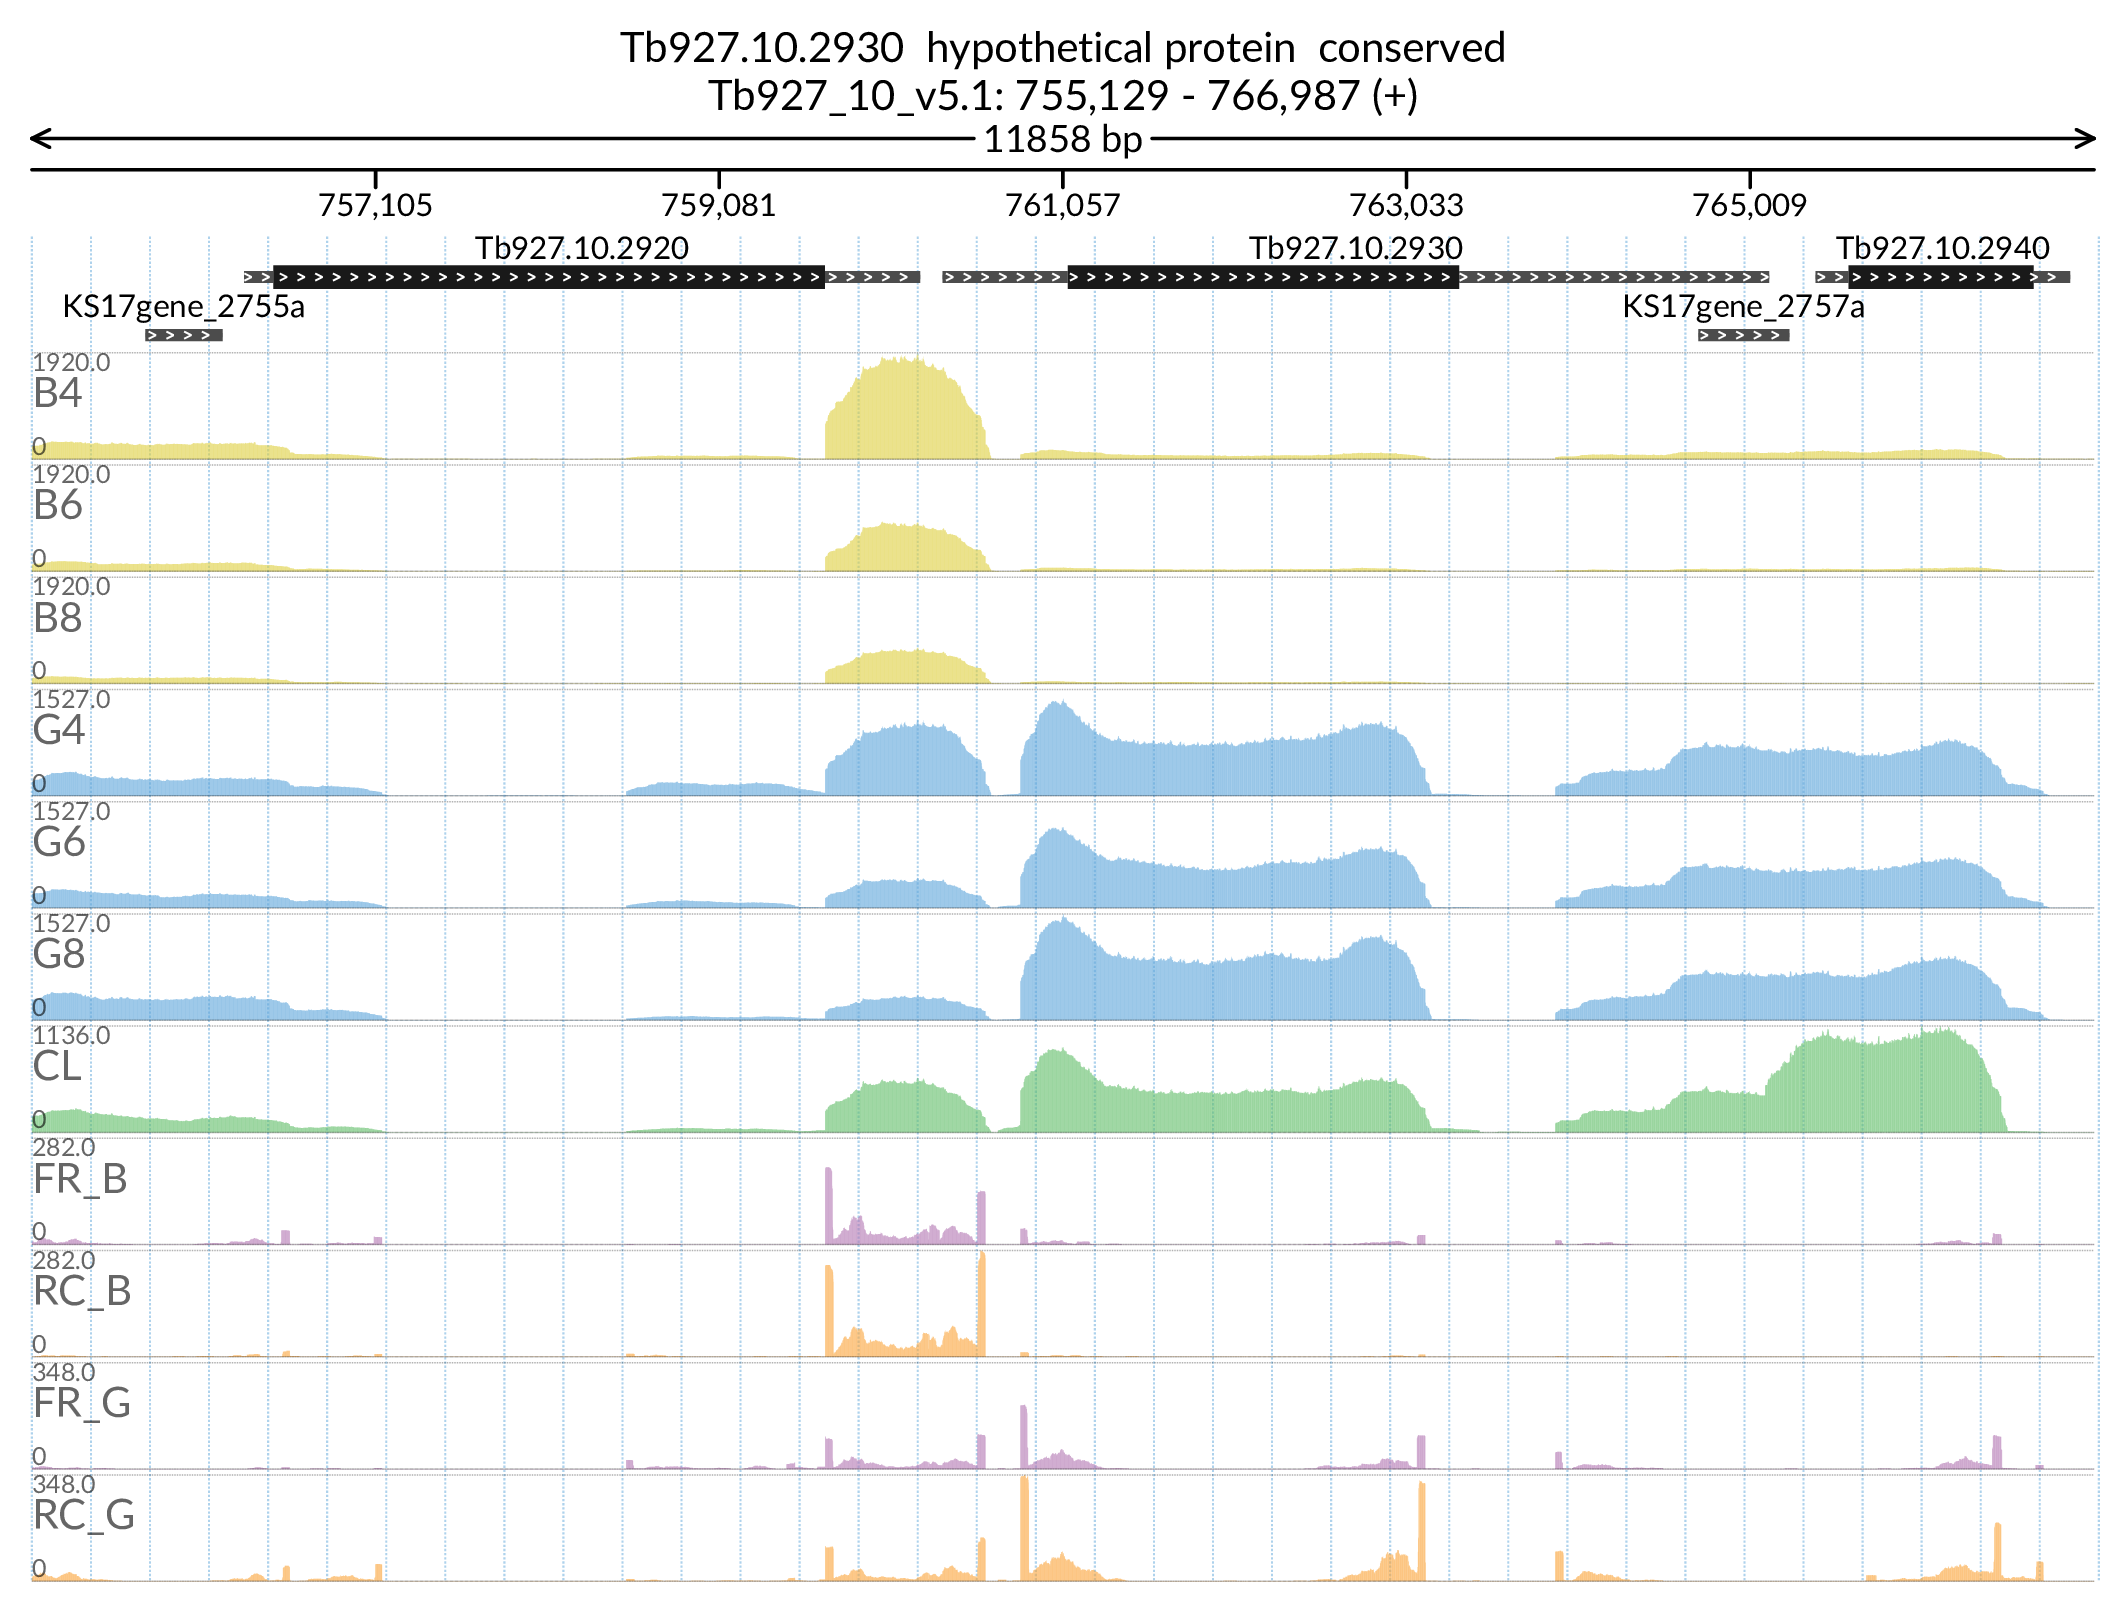 Tb927.10.2930 hypothetical protein conserved
Tb927_10_v5.1: 755,129 - 766,987 (+)
11858 bp
757,105 759,081 761,057 763,033 765,009
Tb927.10.2920 Tb927.10.2930 Tb927.10.2940
KS17gene_2755a KS17gene_2757a
1920.0
B4
0
1920.0
B6
0
1920.0
B8
0
1527.0
G4
0
1527.0
G6
0
1527.0
G8
0
1136.0
CL
0
282.0
FR_B
0
282.0
RC_B
0
348.0
FR_G
0
348.0
RC_G
0